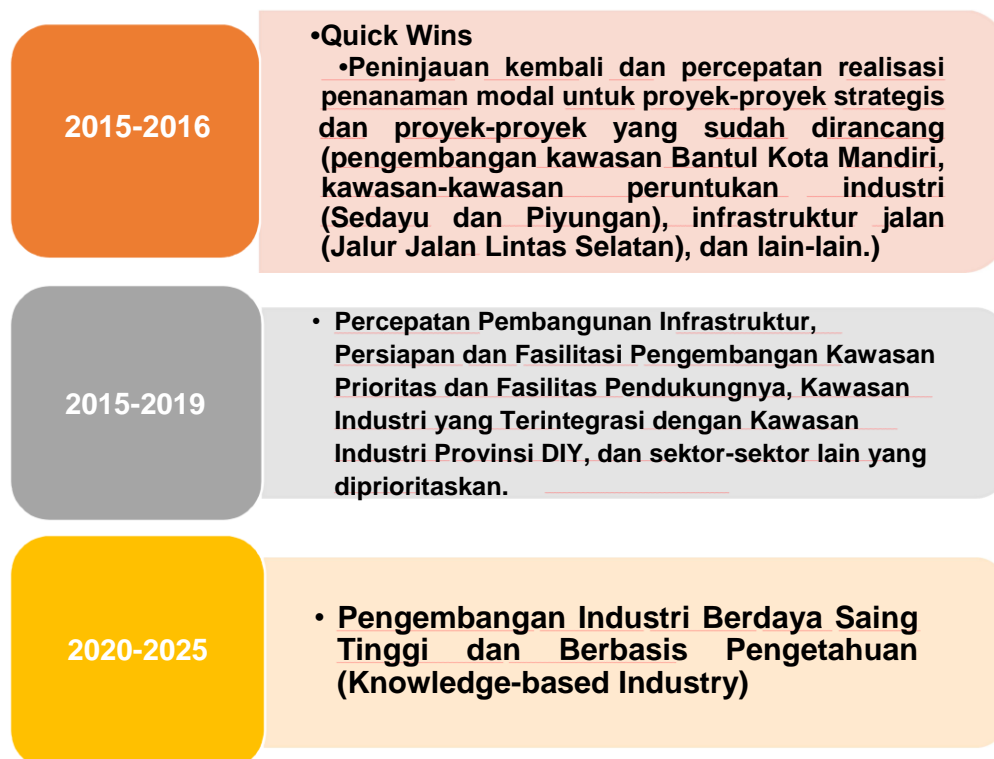 2015-2016
•Quick Wins
•Peninjauan kembali dan percepatan realisasi
penanaman modal untuk proyek-proyek strategis
dan proyek-proyek yang sudah dirancang
(pengembangan kawasan Bantul Kota Mandiri,
kawasan-kawasan peruntukan industri
(Sedayu dan Piyungan), infrastruktur jalan
(Jalur Jalan Lintas Selatan), dan lain-lain.)
2015-2019
• Percepatan Pembangunan Infrastruktur,
Persiapan dan Fasilitasi Pengembangan Kawasan
Prioritas dan Fasilitas Pendukungnya, Kawasan
Industri yang Terintegrasi dengan Kawasan
Industri Provinsi DIY, dan sektor-sektor lain yang
diprioritaskan.
2020-2025
• Pengembangan Industri Berdaya Saing
Tinggi dan Berbasis Pengetahuan
(Knowledge-based Industry)